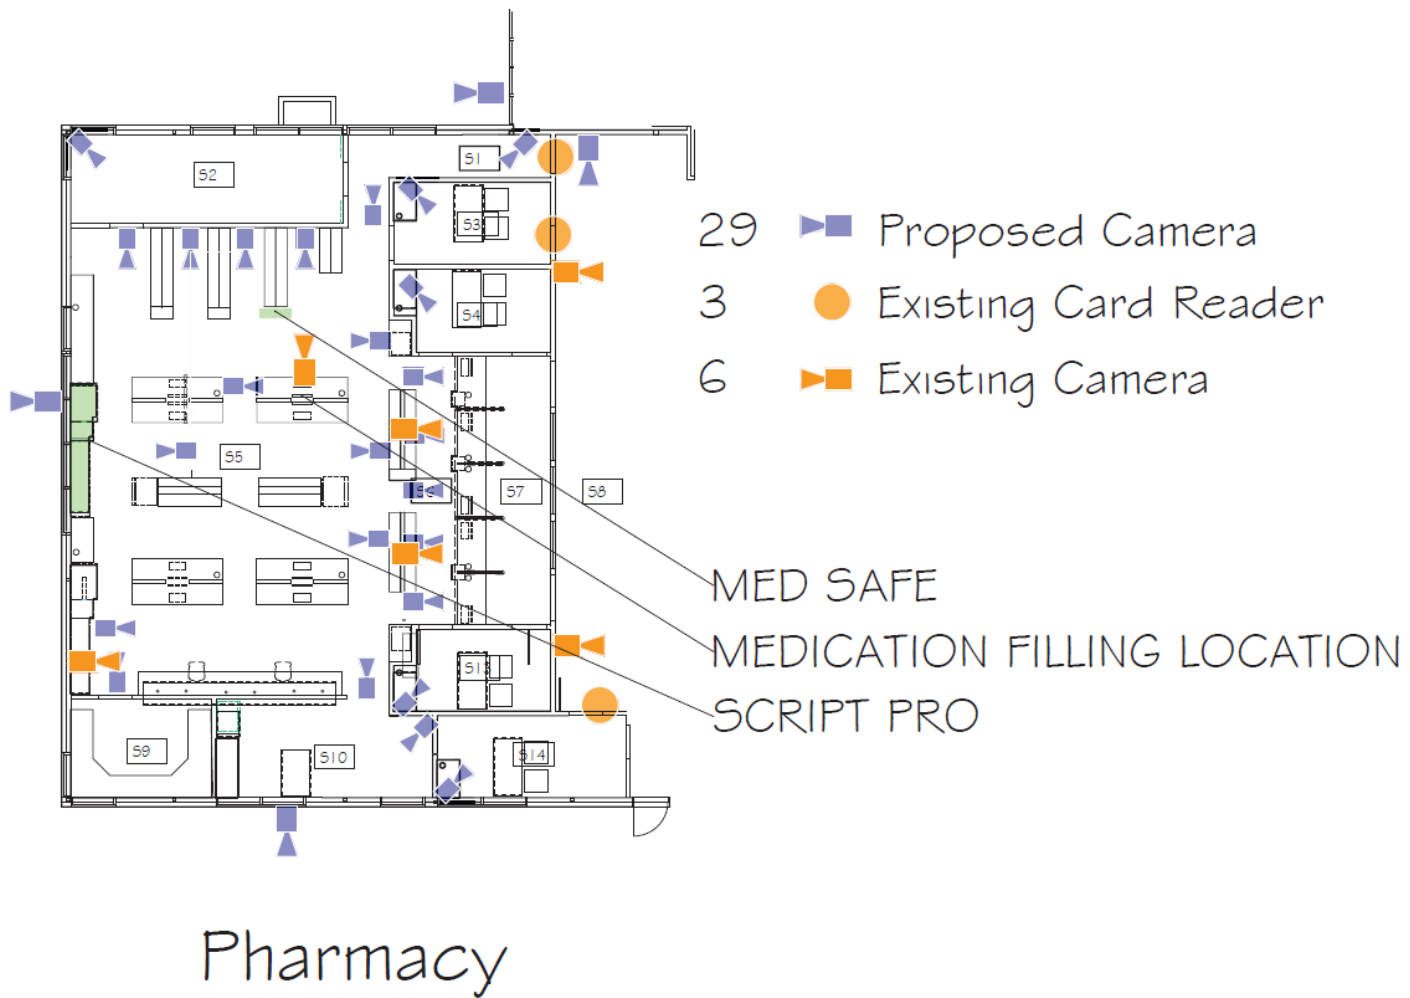 S1
S2
S3
29 Proposed Camera
3 Existing Card Reader
S4
6 Existing Camera
S5
S7
S8
MED SAFE
MEDICATION FILLING LOCATION
S13
SCRIPT PRO
S9
S10
S14
Pharmacy